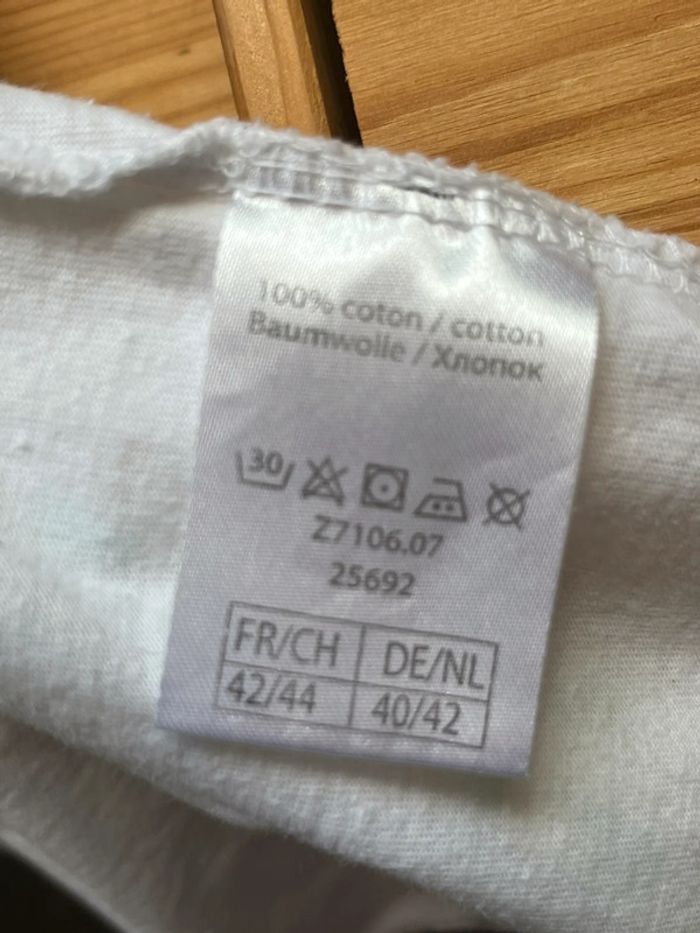 100% coton / cotton
Baumwolle / Хлопок
30
Z7106.07
25692
FR/CH DE/NL
42/44 40/42